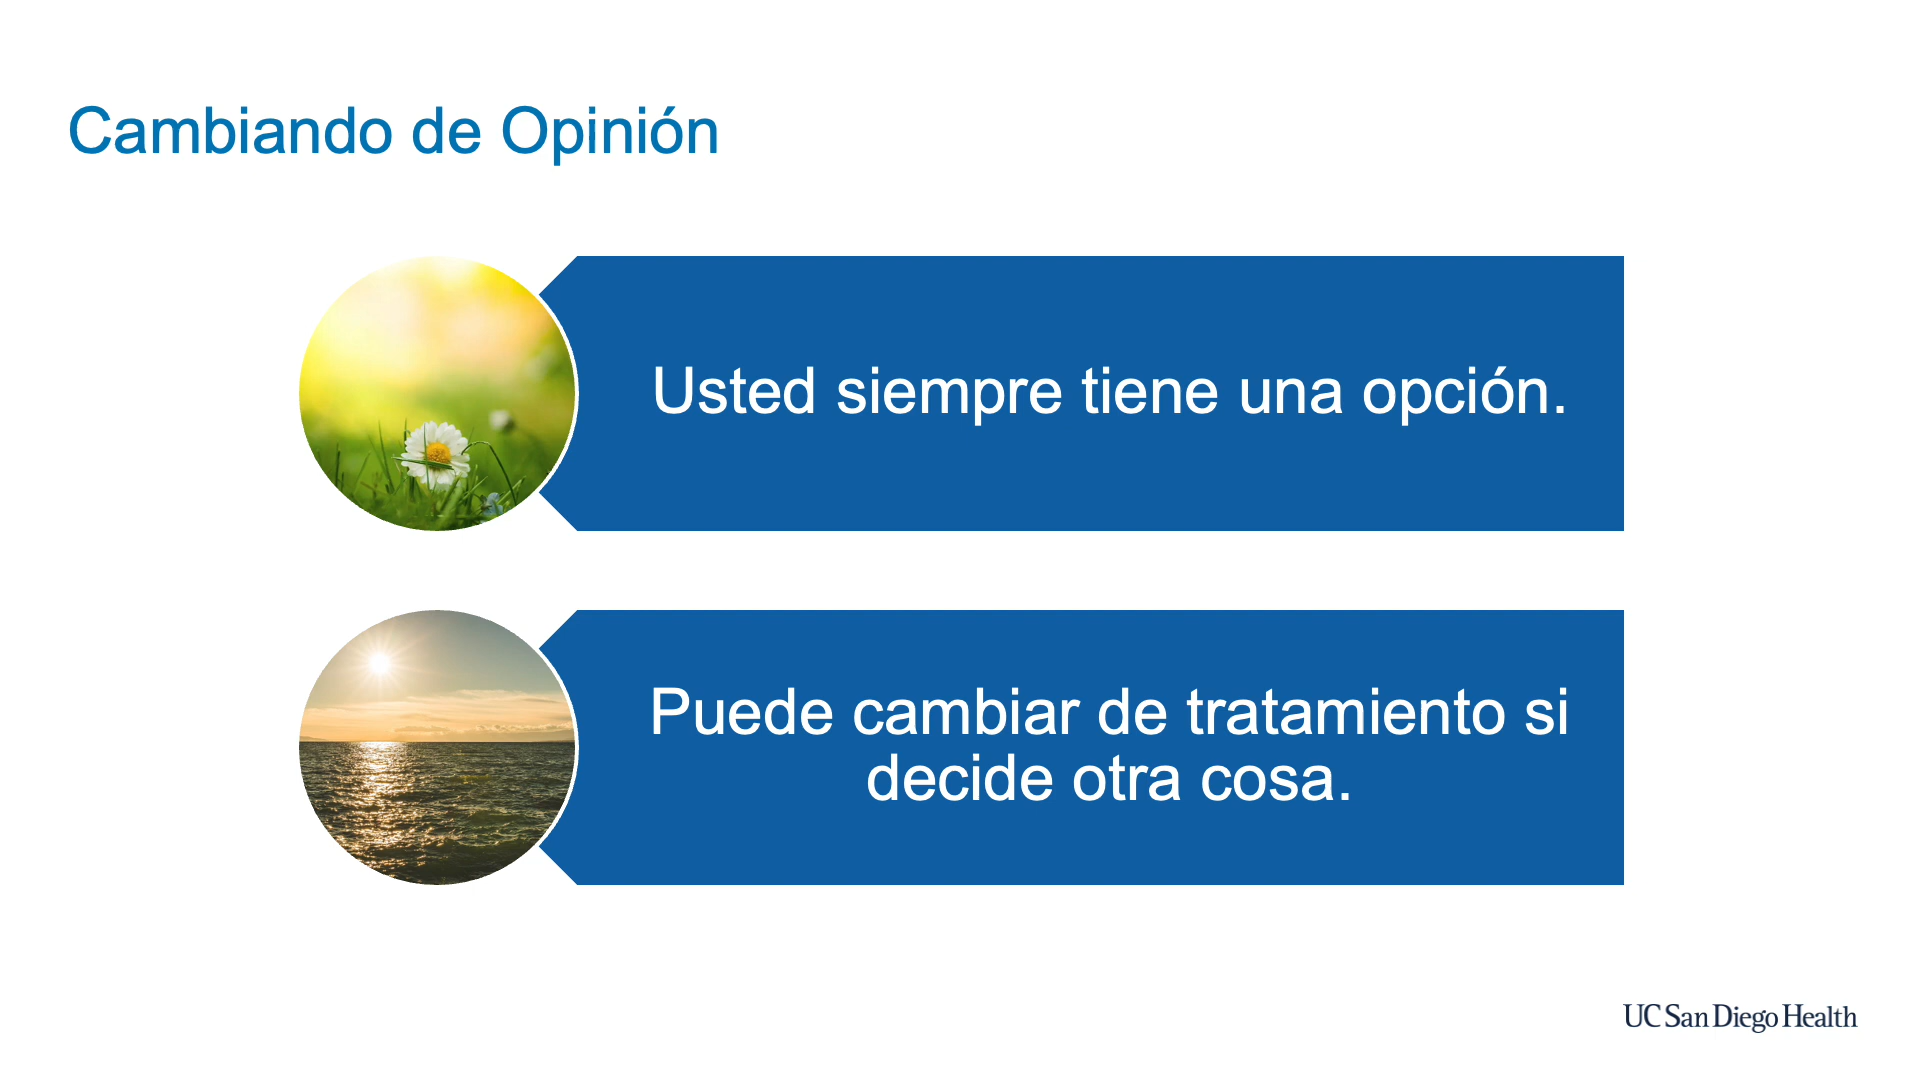 Cambiando de Opinión
Usted siempre tiene una opción.
Puede cambiar de tratamiento si
decide otra cosa.
UC San Diego Health